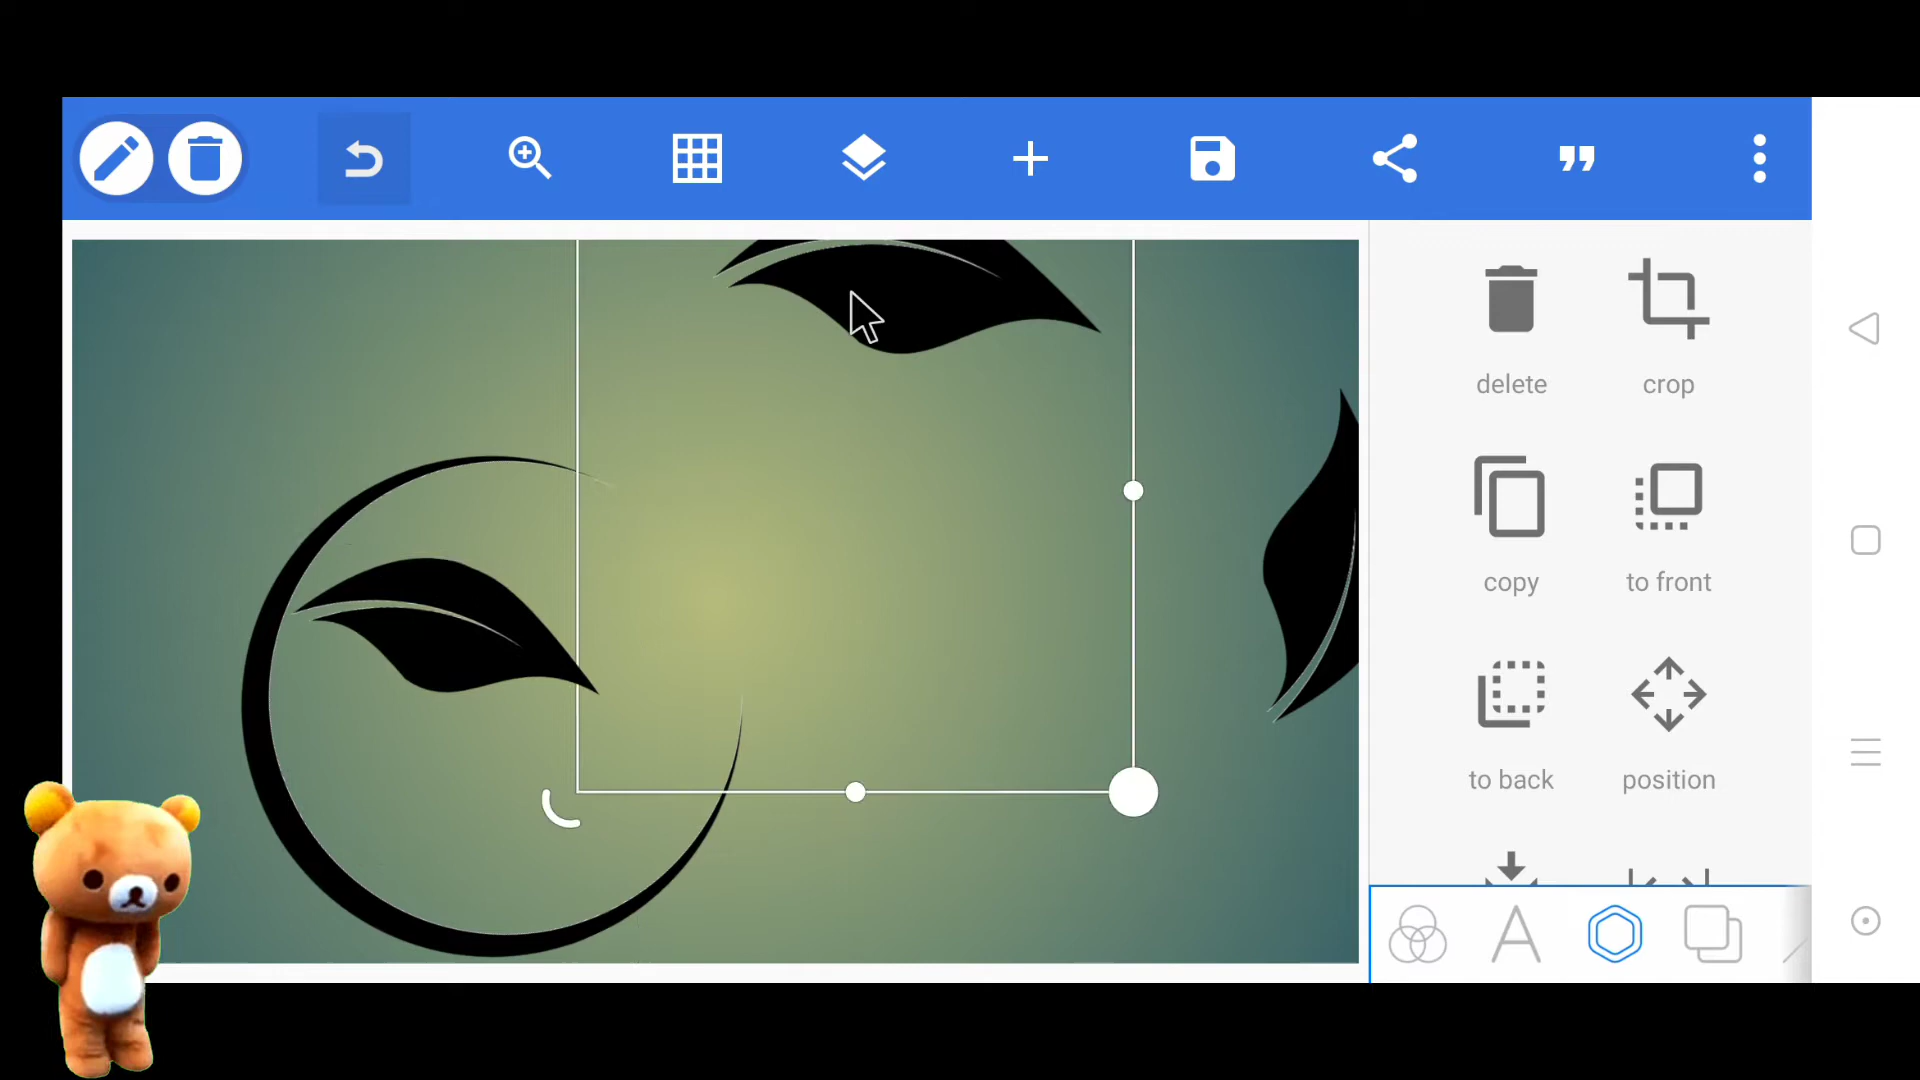 delete
crop
copy
to front
to back
position